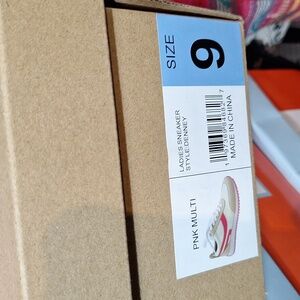 SIZE
9
LADIES SNEAKER
STYLE:DENNEY
MADE IN CHINA
PNK MULTI